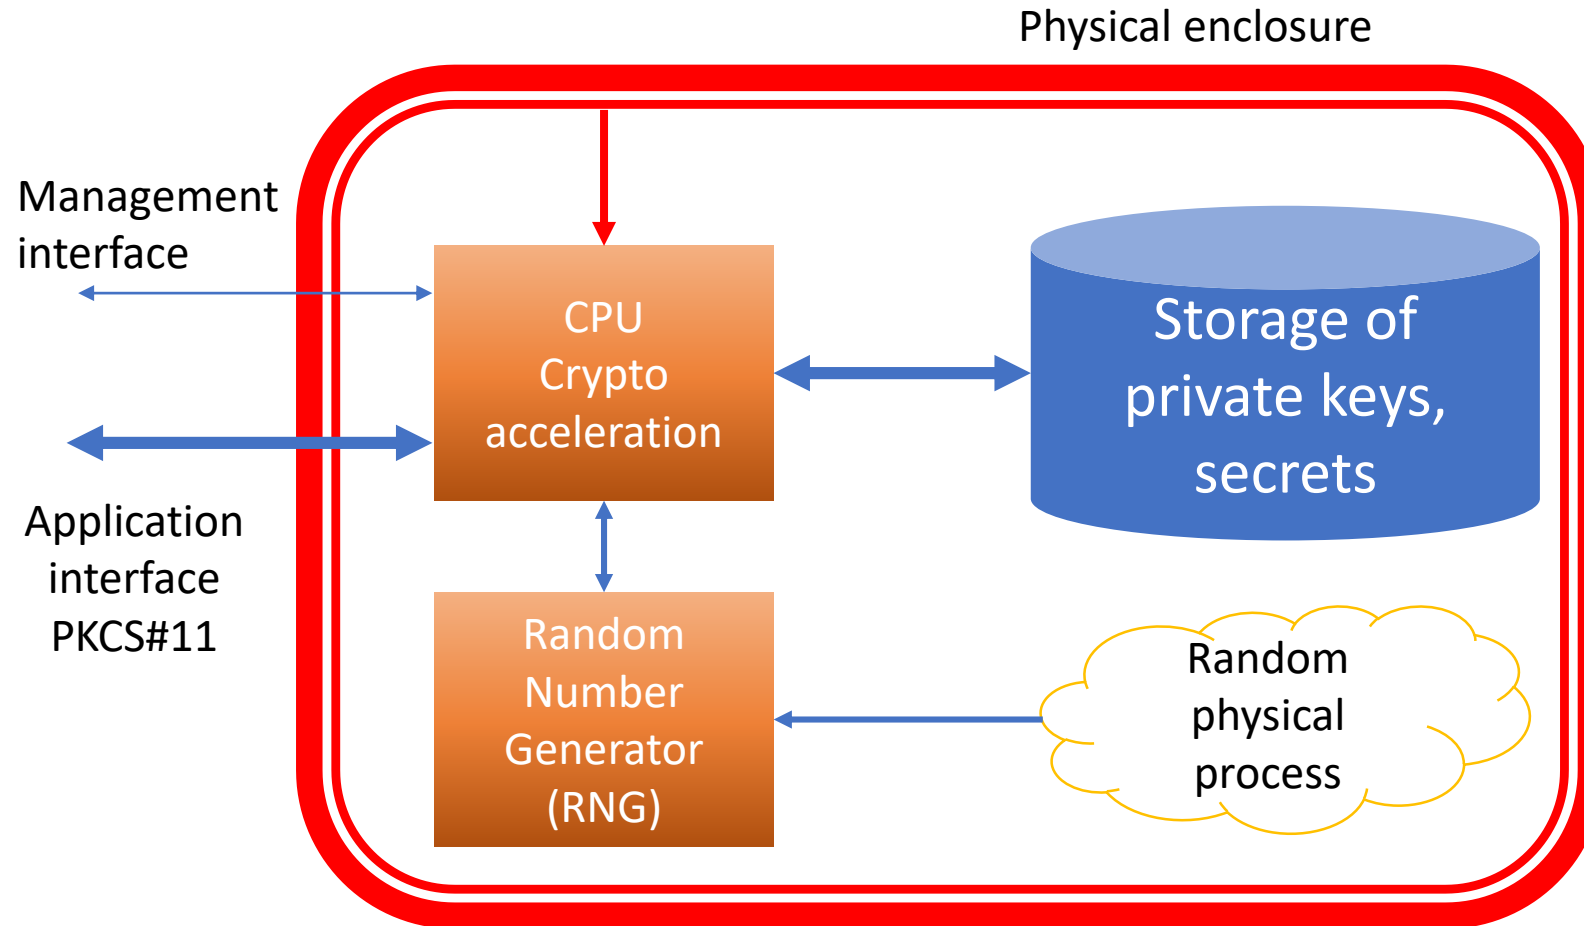 Physical enclosure
Management
interface
CPU
Crypto
acceleration
Storage of
private keys,
secrets
Application
interface
PKCS#11
Random
Number
Generator
(RNG)
Random
physical
process